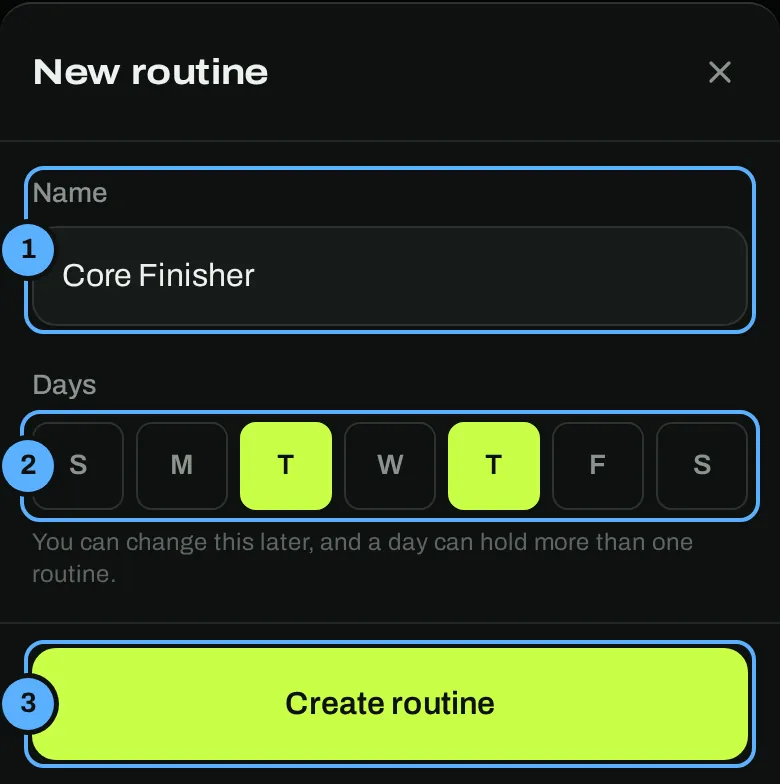 New routine
Name
1
Core Finisher
Days
2 S M T W T F S
You can change this later, and a day can hold more than one
routine.
3 Create routine